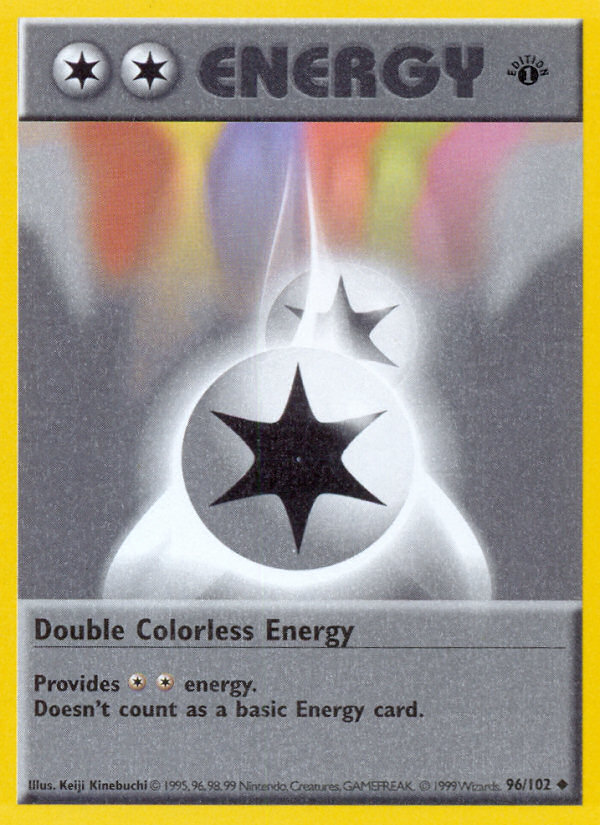 ENERGY
EDITION
1
Double Colorless Energy
Provides energy.
Doesn't count as a basic Energy card.
Illus. Keiji Kinebuchi © 1995, 96, 98, 99 Nintendo, Creatures, GAMEFREAK. © 1999 Wizards. 96/102 ◆